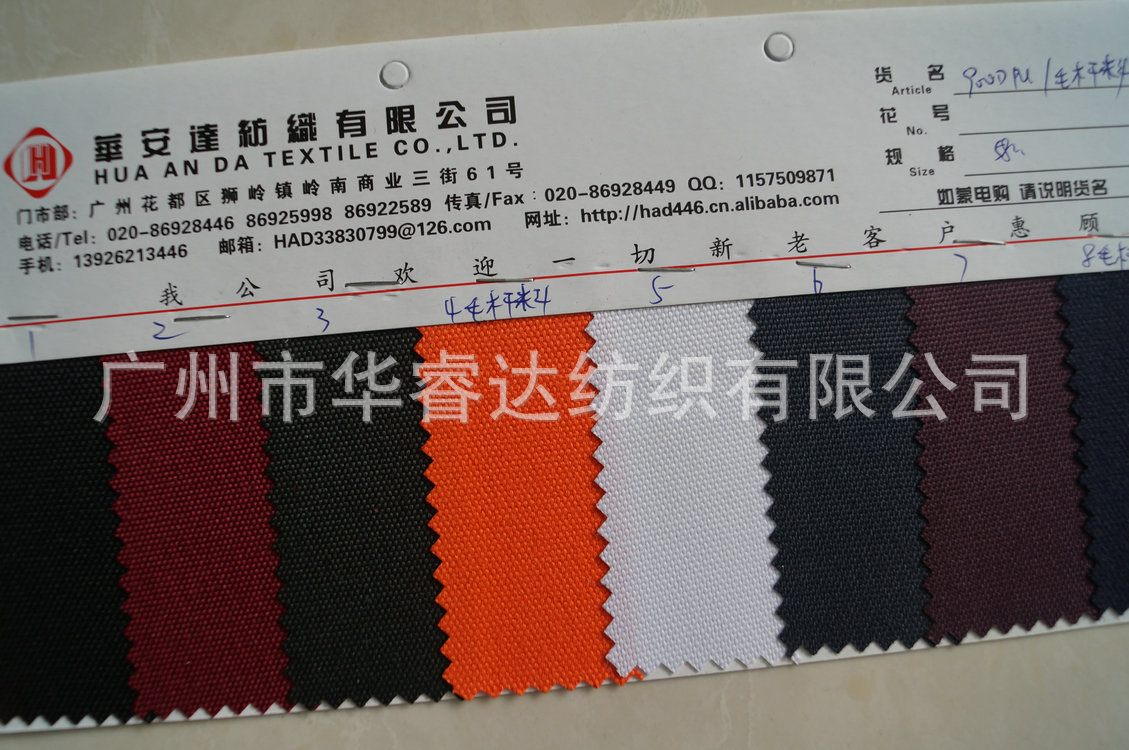 華安達紡織有限公司
HUA AN DA TEXTILE CO.,LTD.
门市部：广州花都区狮岭镇岭南商业三街61号
电话/Tel: 020-86928446 86925998 86922589 传真/Fax: 020-86928449 QQ: 1157509871
手机: 13926213446 邮箱: HAD33830799@126.com 网址: http://had446.cn.alibaba.com
货名 900D PU
Article
花号
No.
规格
Size
如蒙电购 请说明货名
我公司欢迎一切新老客户惠顾
1 2 3 4 5 6 7 8
广州市华睿达纺织有限公司
H